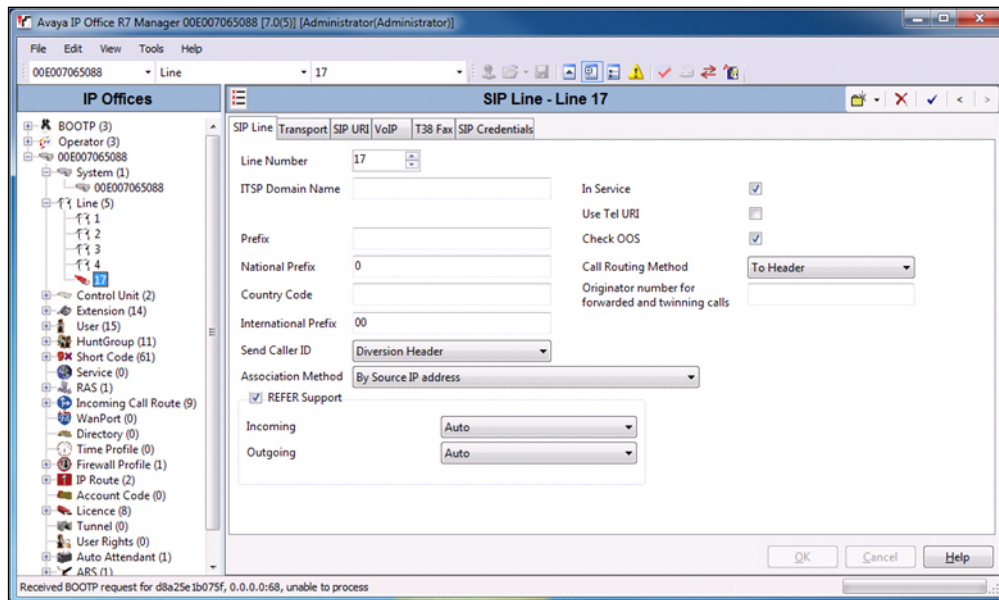 Avaya IP Office R7 Manager 00E007065088 [7.0(5)] [Administrator(Administrator)]
File Edit View Tools Help
00E007065088 Line 17
IP Offices
SIP Line - Line 17
BOOTP (3)
Operator (3)
00E007065088
System (1)
00E007065088
Line (5)
1
2
3
4
17
Control Unit (2)
Extension (14)
User (15)
HuntGroup (11)
Short Code (61)
Service (0)
RAS (1)
Incoming Call Route (9)
WanPort (0)
Directory (0)
Time Profile (0)
Firewall Profile (1)
IP Route (2)
Account Code (0)
Licence (8)
Tunnel (0)
User Rights (0)
Auto Attendant (1)
ARS (1)
SIP Line Transport SIP URI VoIP T38 Fax SIP Credentials
Line Number 17
ITSP Domain Name
In Service
Use Tel URI
Prefix
Check OOS
National Prefix 0
Call Routing Method To Header
Country Code
Originator number for
forwarded and twinning calls
International Prefix 00
Send Caller ID Diversion Header
Association Method By Source IP address
REFER Support
Incoming Auto
Outgoing Auto
OK Cancel Help
Received BOOTP request for d8a25e1b075f, 0.0.0.0:68, unable to process